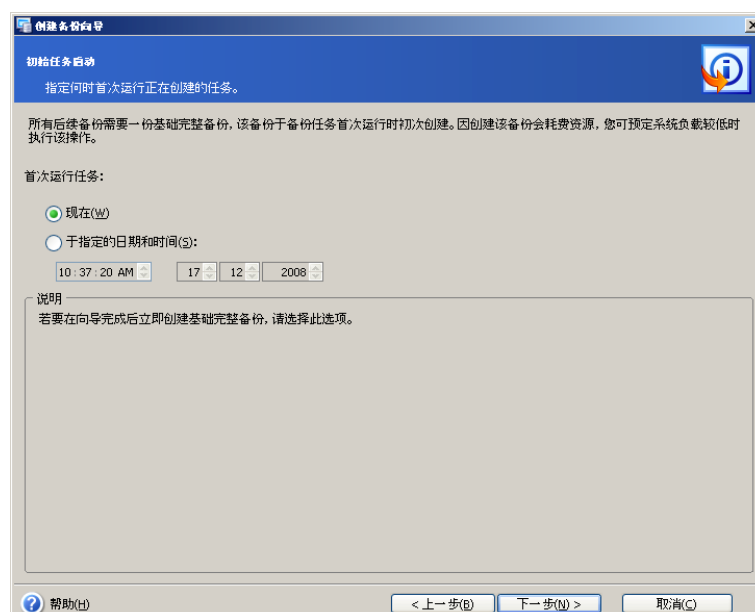 创建备份向导
初始任务启动
指定何时首次运行正在创建的任务。
所有后续备份需要一份基础完整备份，该备份于备份任务首次运行时初次创建。因创建该备份会耗费资源，您可预定系统负载较低时
执行该操作。
首次运行任务：
现在(W)
于指定的日期和时间(S)：
10:37:20 AM 17 12 2008
说明
若要在向导完成后立即创建基础完整备份，请选择此选项。
帮助(H) < 上一步(B) 下一步(N) > 取消(C)